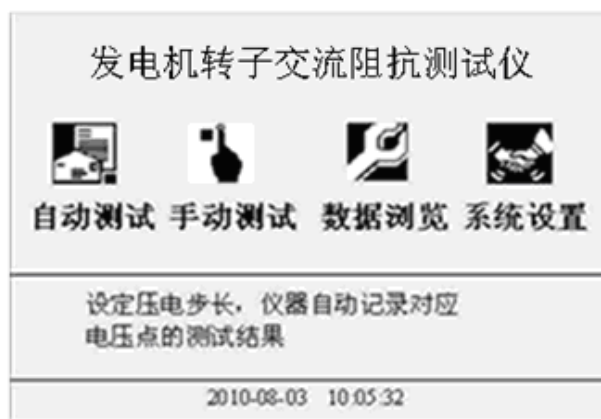 发电机转子交流阻抗测试仪
自动测试 手动测试 数据浏览 系统设置
设定压电步长，仪器自动记录对应
电压点的测试结果
2010-08-03 10:05:32